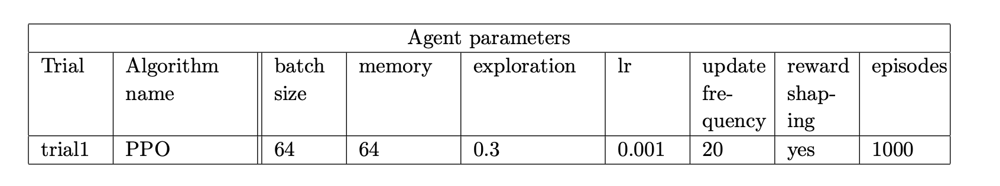 Agent parameters
Trial Algorithm name batch size memory exploration lr update fre-quency reward shap-ing episodes
trial1 PPO 64 64 0.3 0.001 20 yes 1000